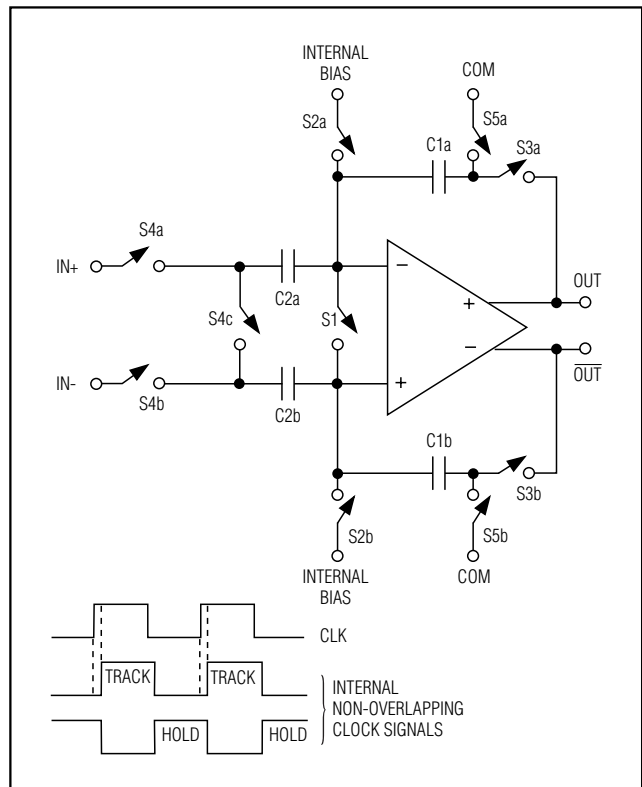 INTERNAL
BIAS
COM
S2a
S5a
C1a
S3a
S4a
IN+
C2a
−
OUT
+
S4c
S1
−
OUT
IN-
C2b
+
S4b
C1b
S3b
S2b
S5b
INTERNAL
BIAS
COM
CLK
TRACK
TRACK
INTERNAL
NON-OVERLAPPING
CLOCK SIGNALS
HOLD
HOLD